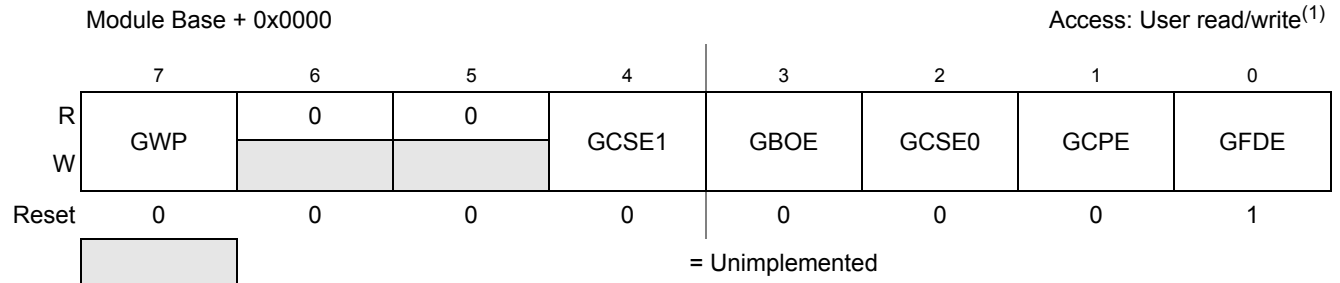 Module Base + 0x0000 Access: User read/write(1)
7 6 5 4 3 2 1 0
R GWP 0 0 GCSE1 GBOE GCSE0 GCPE GFDE
W
Reset 0 0 0 0 0 0 0 1
= Unimplemented